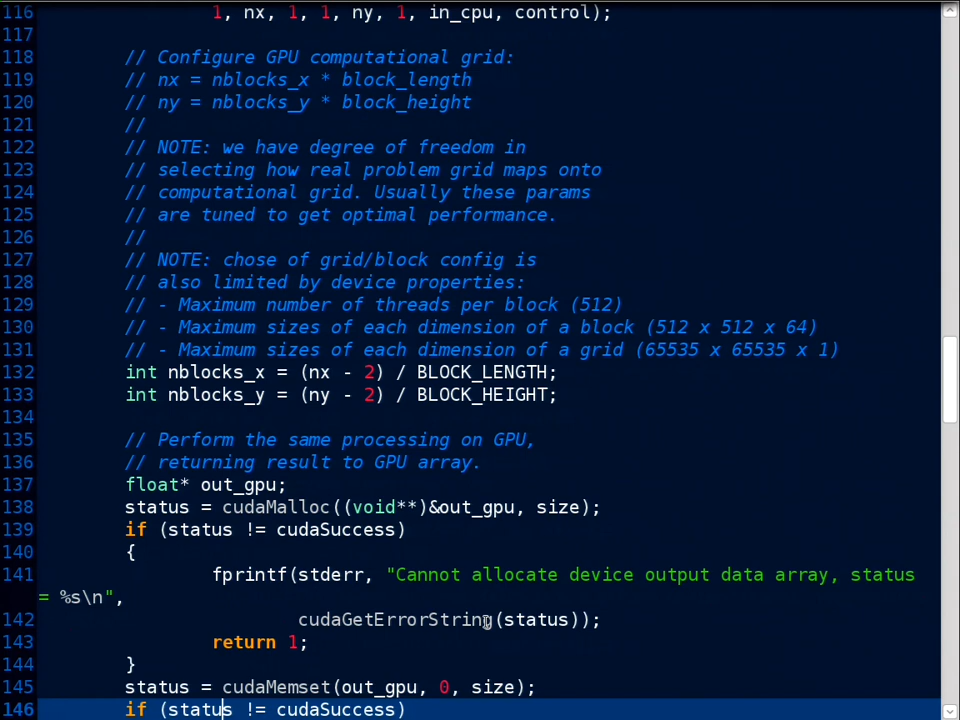 116 1, nx, 1, 1, ny, 1, in_cpu, control);
117
118 // Configure GPU computational grid:
119 // nx = nblocks_x * block_length
120 // ny = nblocks_y * block_height
121 //
122 // NOTE: we have degree of freedom in
123 // selecting how real problem grid maps onto
124 // computational grid. Usually these params
125 // are tuned to get optimal performance.
126 //
127 // NOTE: chose of grid/block config is
128 // also limited by device properties:
129 // - Maximum number of threads per block (512)
130 // - Maximum sizes of each dimension of a block (512 x 512 x 64)
131 // - Maximum sizes of each dimension of a grid (65535 x 65535 x 1)
132 int nblocks_x = (nx - 2) / BLOCK_LENGTH;
133 int nblocks_y = (ny - 2) / BLOCK_HEIGHT;
134
135 // Perform the same processing on GPU,
136 // returning result to GPU array.
137 float* out_gpu;
138 status = cudaMalloc((void**)&out_gpu, size);
139 if (status != cudaSuccess)
140 {
141 fprintf(stderr, "Cannot allocate device output data array, status
= %s\n",
142 cudaGetErrorString(status));
143 return 1;
144 }
145 status = cudaMemset(out_gpu, 0, size);
146 if (status != cudaSuccess)